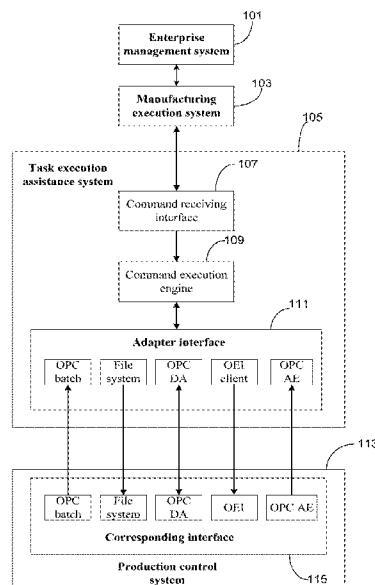 101
Enterprise
management system
103
Manufacturing
execution system
105
Task execution
assistance system
107
Command receiving
interface
109
Command execution
engine
111
Adapter interface
OPC
batch
File
system
OPC
DA
OEI
client
OPC
AE
113
OPC
batch
File
system
OPC
DA
OEI
OPC AE
Corresponding interface
115
Production control
system